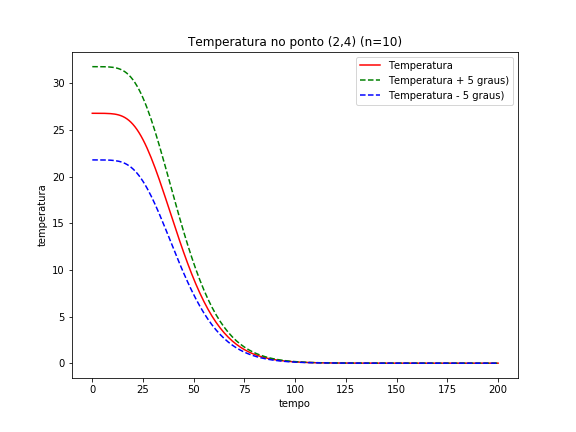 Temperatura no ponto (2,4) (n=10)
Temperatura
Temperatura + 5 graus)
Temperatura - 5 graus)
temperatura
30
25
20
15
10
5
0
0 25 50 75 100 125 150 175 200
tempo